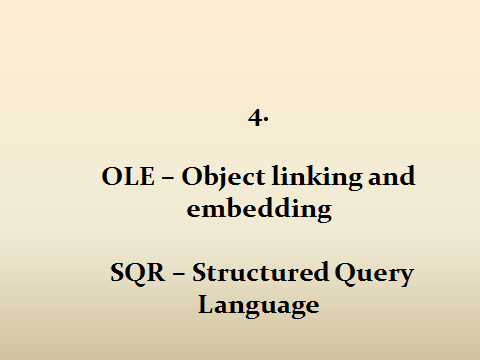 4.
OLE – Object linking and
embedding
SQR – Structured Query
Language